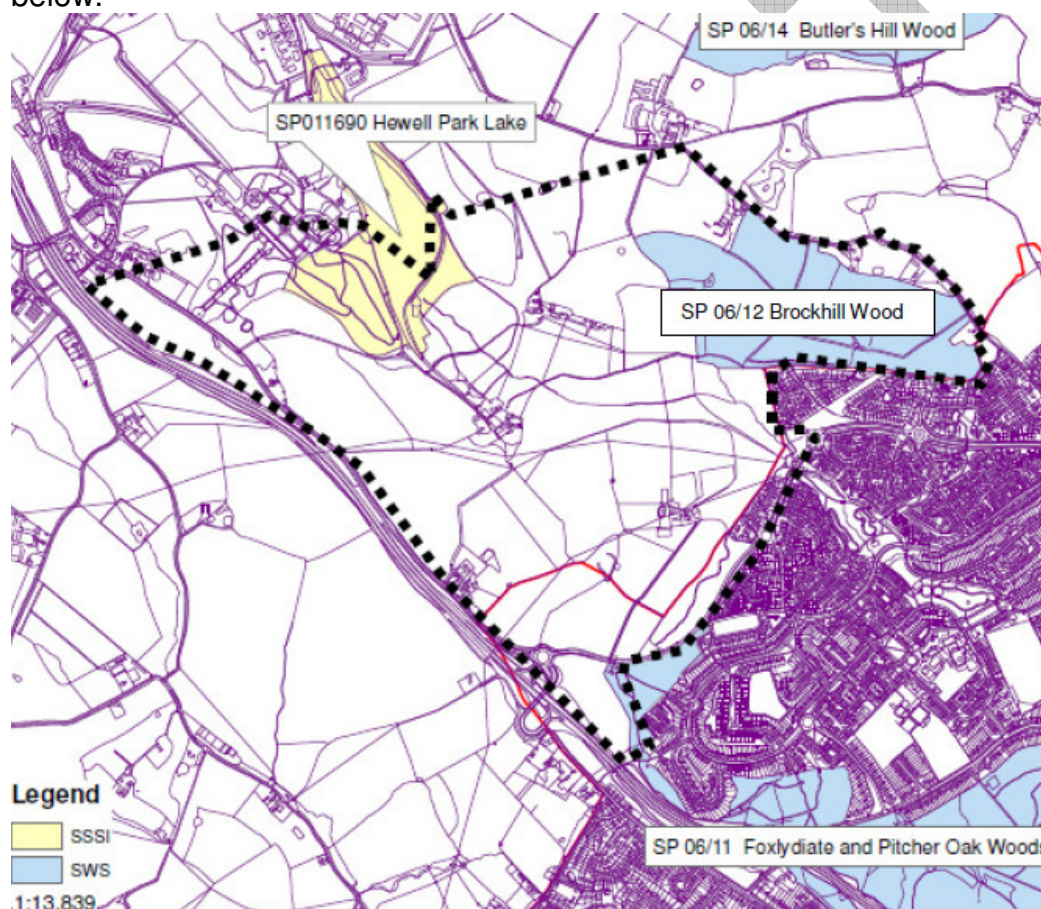 below.
SP 06/14 Butler's Hill Wood
SP011690 Hewell Park Lake
SP 06/12 Brockhill Wood
Legend
SSSI
SWS
1:13,839
SP 06/11 Foxlydiate and Pitcher Oak Woods